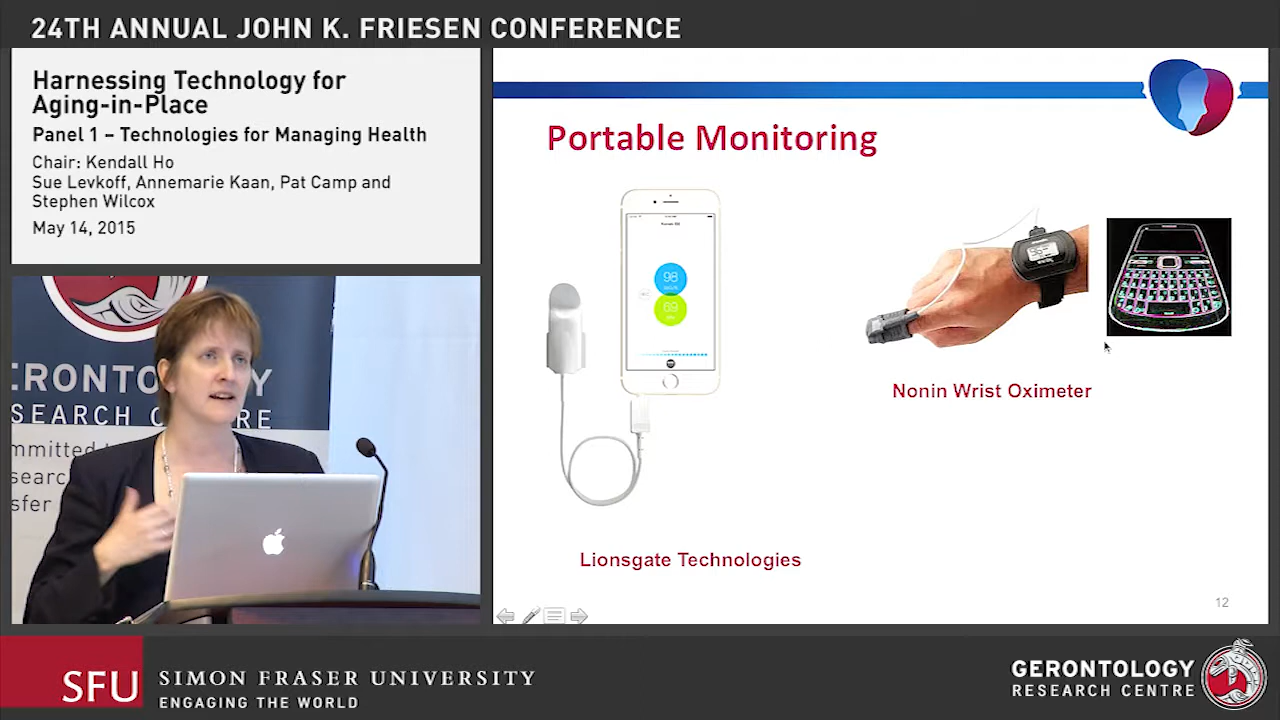 24TH ANNUAL JOHN K. FRIESEN CONFERENCE
Harnessing Technology for
Aging-in-Place
Panel 1 – Technologies for Managing Health
Chair: Kendall Ho
Sue Levkoff, Annemarie Kaan, Pat Camp and
Stephen Wilcox
May 14, 2015
Portable Monitoring
98
69
Nonin Wrist Oximeter
Lionsgate Technologies
12
SFU
SIMON FRASER UNIVERSITY
ENGAGING THE WORLD
GERONTOLOGY
RESEARCH CENTRE